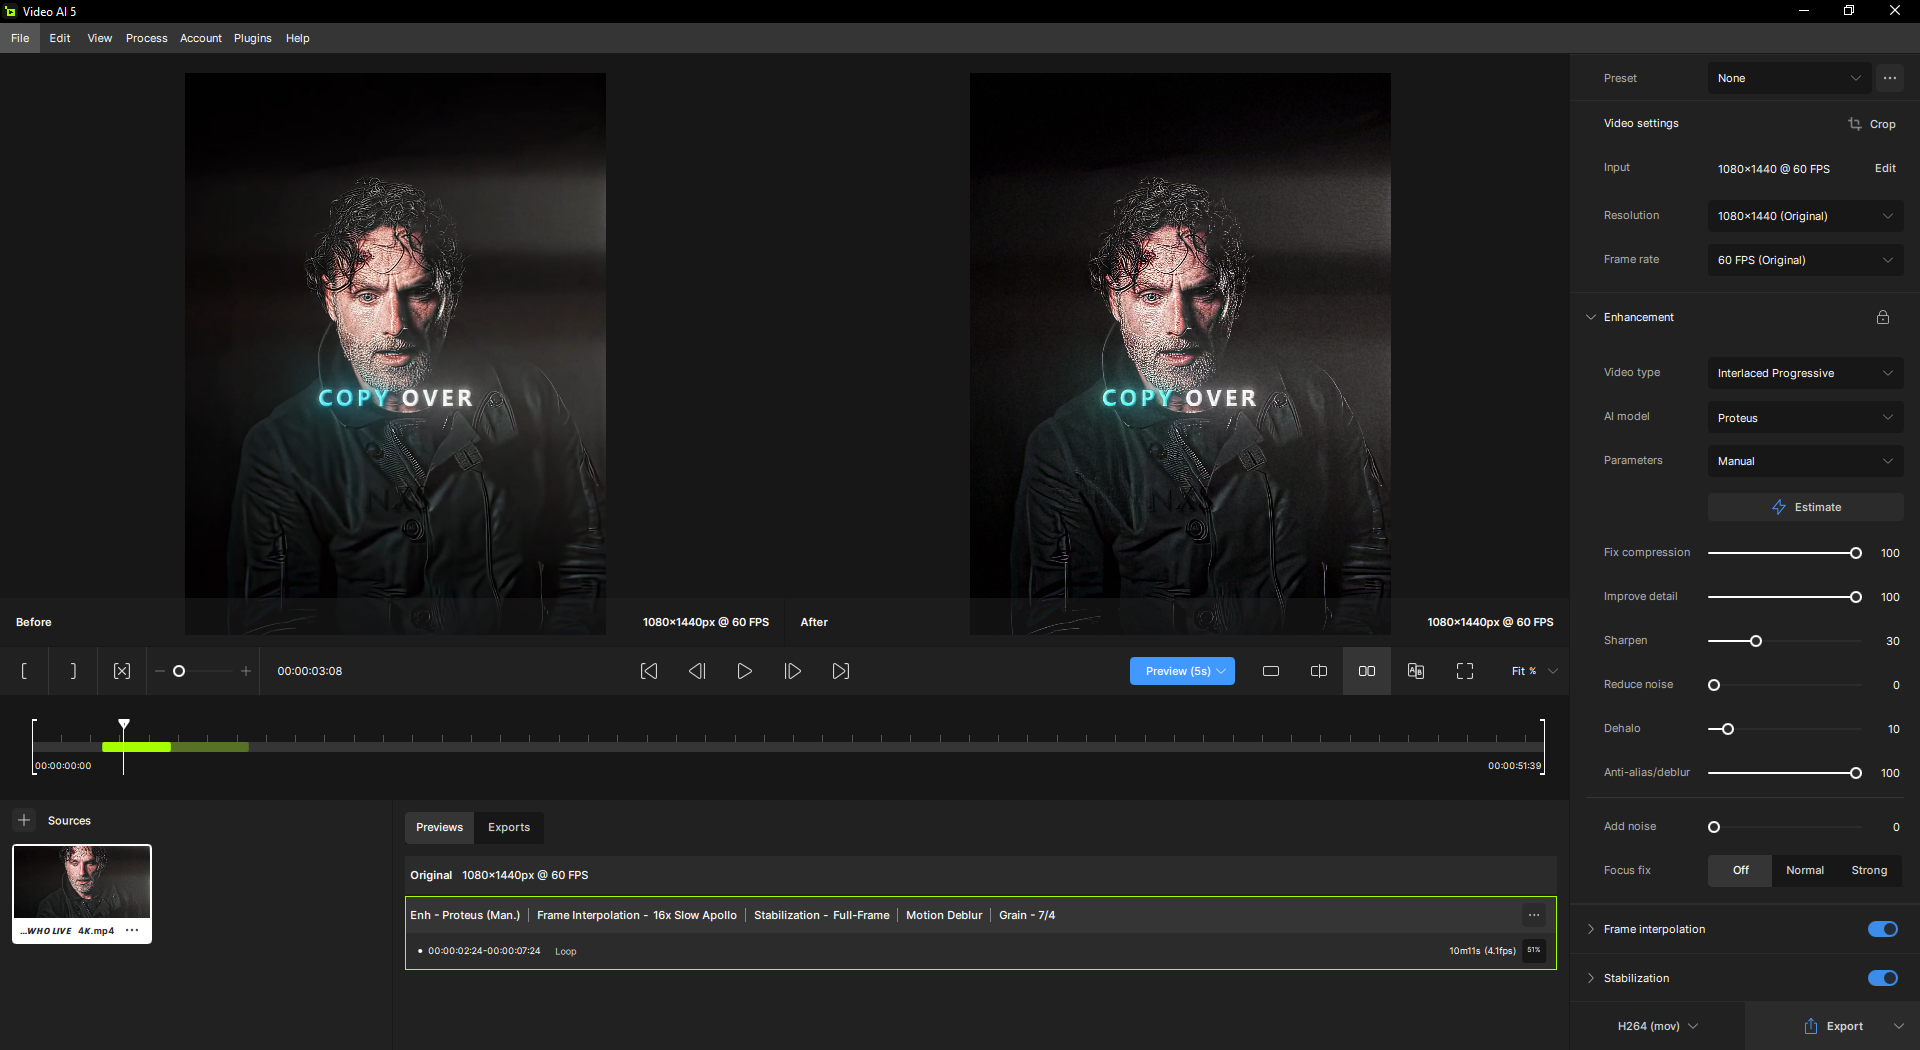 Video AI 5
File Edit View Process Account Plugins Help
COPY OVER
COPY OVER
Before 1080×1440px @ 60 FPS
After 1080×1440px @ 60 FPS
00:00:03:08
Preview (5s)
Fit %
00:00:00:00
00:00:51:39
Sources
...WHO LIVE 4K.mp4
Previews Exports
Original 1080×1440px @ 60 FPS
Enh - Proteus (Man.) | Frame Interpolation - 16x Slow Apollo | Stabilization - Full-Frame | Motion Deblur | Grain - 7/4
00:00:02:24-00:00:07:24 Loop 10m11s (4.1fps) 51%
Preset None
Video settings Crop
Input 1080×1440 @ 60 FPS Edit
Resolution 1080×1440 (Original)
Frame rate 60 FPS (Original)
Enhancement
Video type Interlaced Progressive
AI model Proteus
Parameters Manual
Estimate
Fix compression 100
Improve detail 100
Sharpen 30
Reduce noise 0
Dehalo 10
Anti-alias/deblur 100
Add noise 0
Focus fix Off Normal Strong
Frame interpolation
Stabilization
H264 (mov) Export